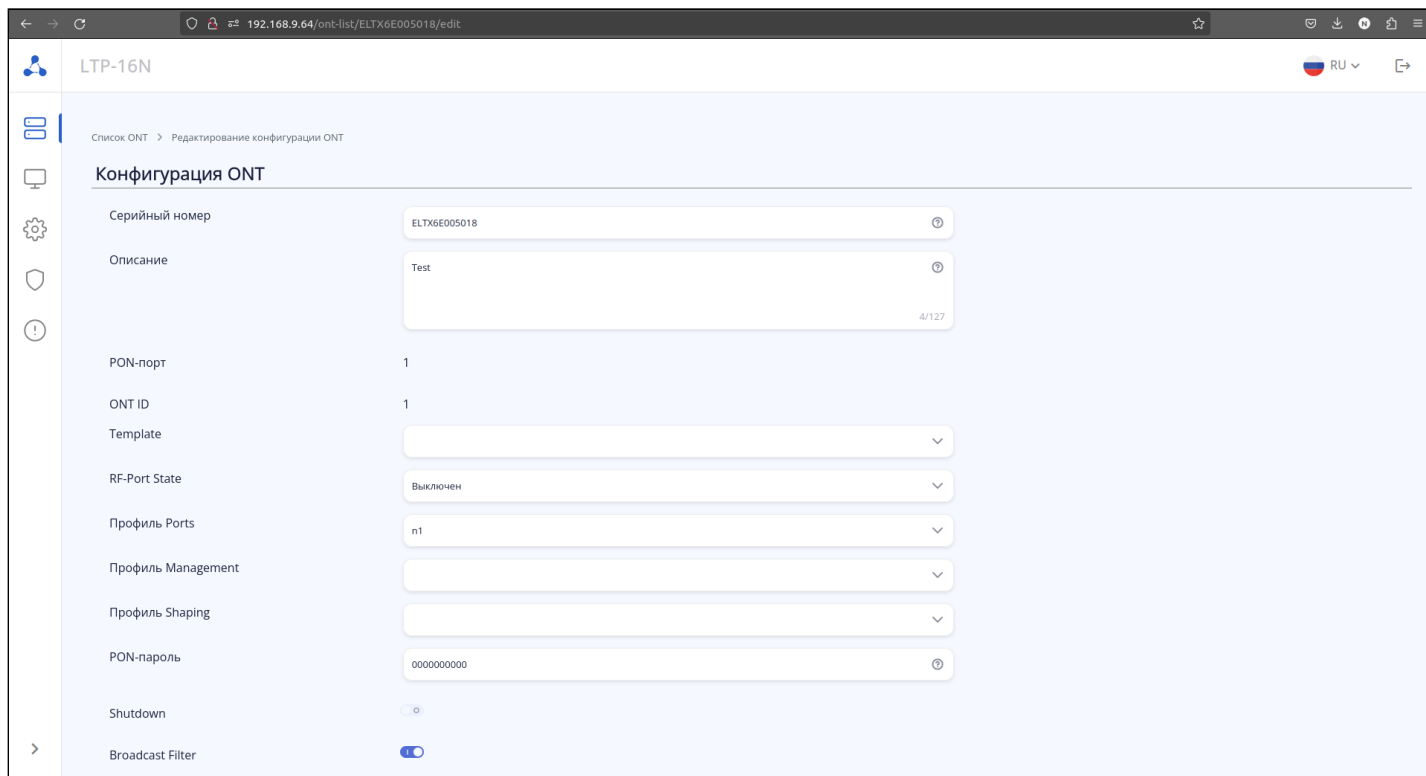 192.168.9.64/ont-list/ELTX6E005018/edit
LTP-16N
RU
Список ONT > Редактирование конфигурации ONT
Конфигурация ONT
Серийный номер
ELTX6E005018
Описание
Test
4/127
PON-порт 1
ONT ID 1
Template
RF-Port State
Выключен
Профиль Ports
n1
Профиль Management
Профиль Shaping
PON-пароль
0000000000
Shutdown
Broadcast Filter